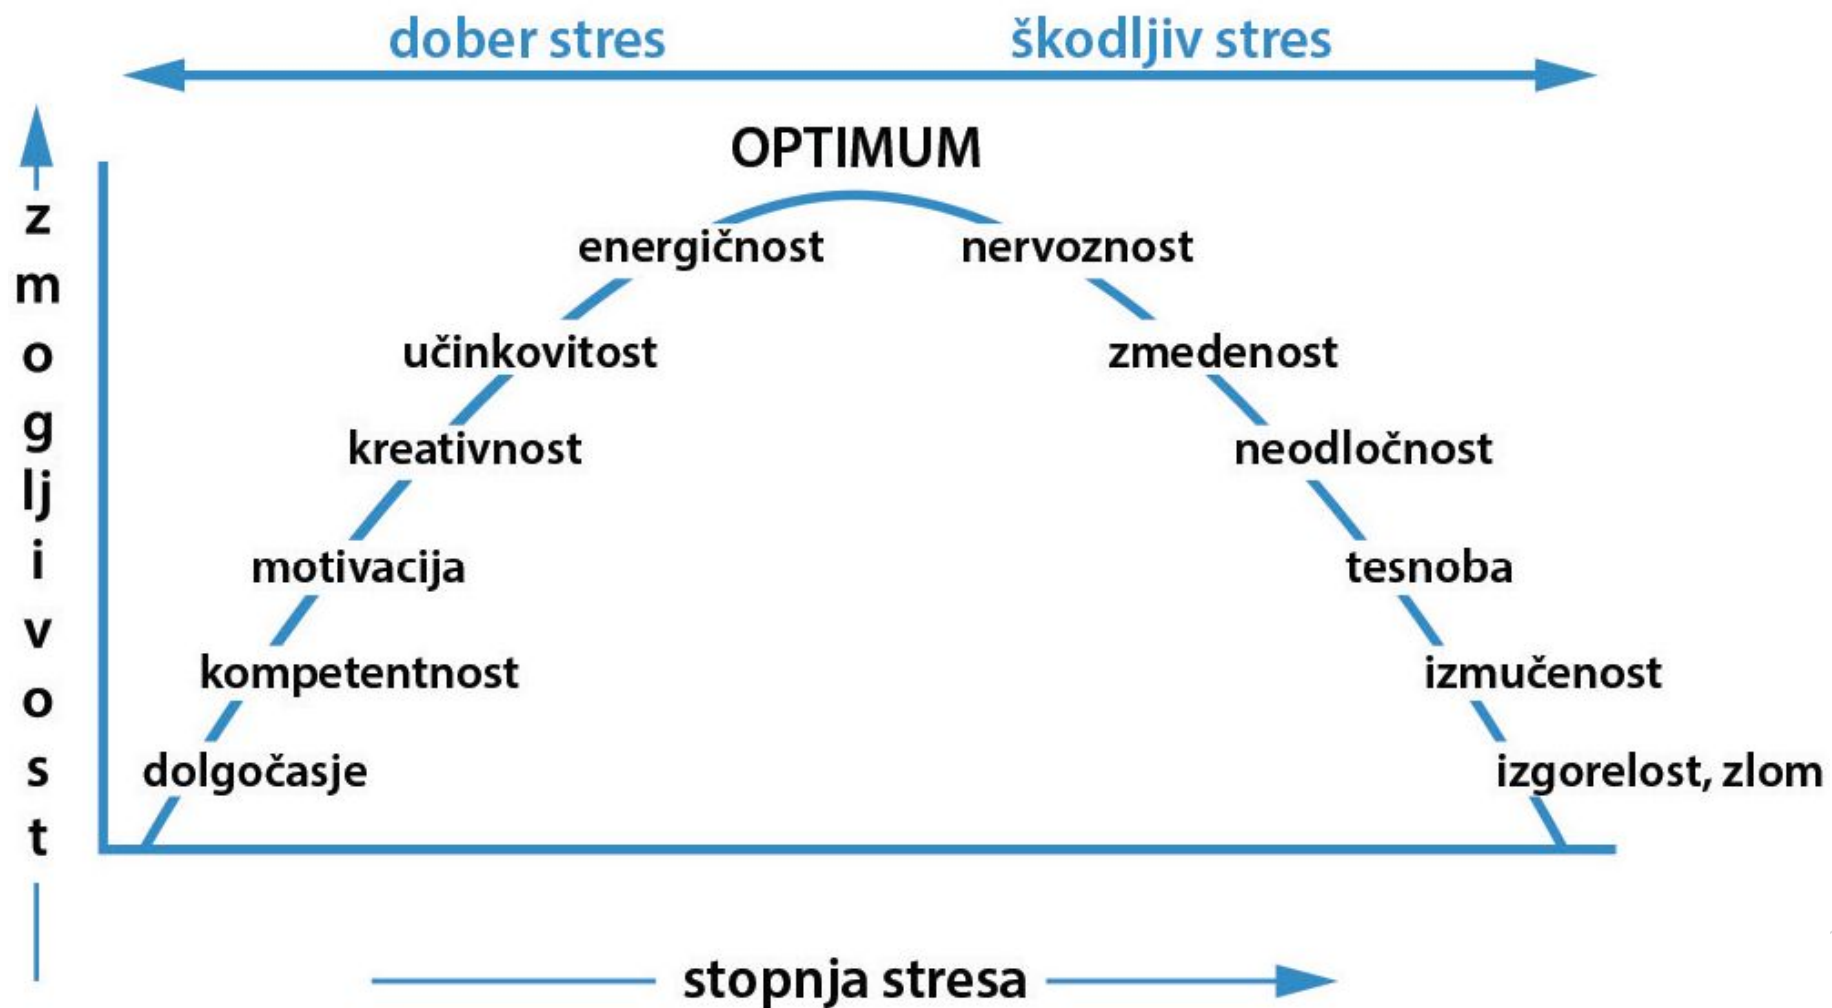 dober stres
škodljiv stres
OPTIMUM
zmogljivost
energičnost
nervoznost
učinkovitost
zmedenost
kreativnost
neodločnost
motivacija
tesnoba
kompetentnost
izmučenost
dolgočasje
izgorelost, zlom
stopnja stresa